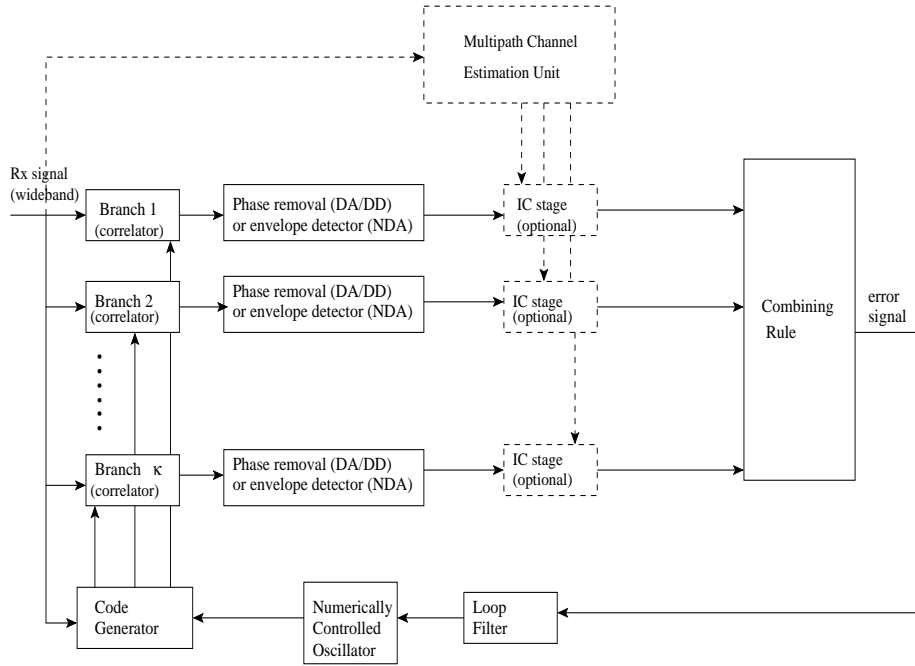 Multipath Channel
Estimation Unit
Rx signal
(wideband)
Branch 1
(correlator)
Phase removal (DA/DD)
or envelope detector (NDA)
IC stage
(optional)
Branch 2
(correlator)
Phase removal (DA/DD)
or envelope detector (NDA)
IC stage
(optional)
Combining
Rule
error
signal
Branch κ
(correlator)
Phase removal (DA/DD)
or envelope detector (NDA)
IC stage
(optional)
Code
Generator
Numerically
Controlled
Oscillator
Loop
Filter